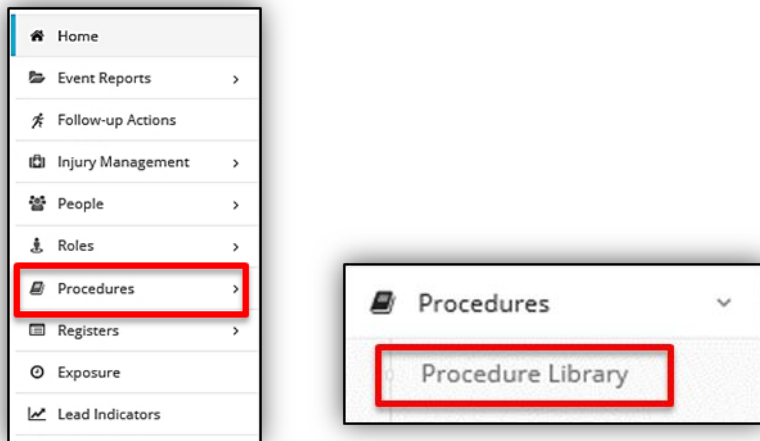 Home
Event Reports
Follow-up Actions
Injury Management
People
Roles
Procedures
Registers
Exposure
Lead Indicators
Procedures
Procedure Library